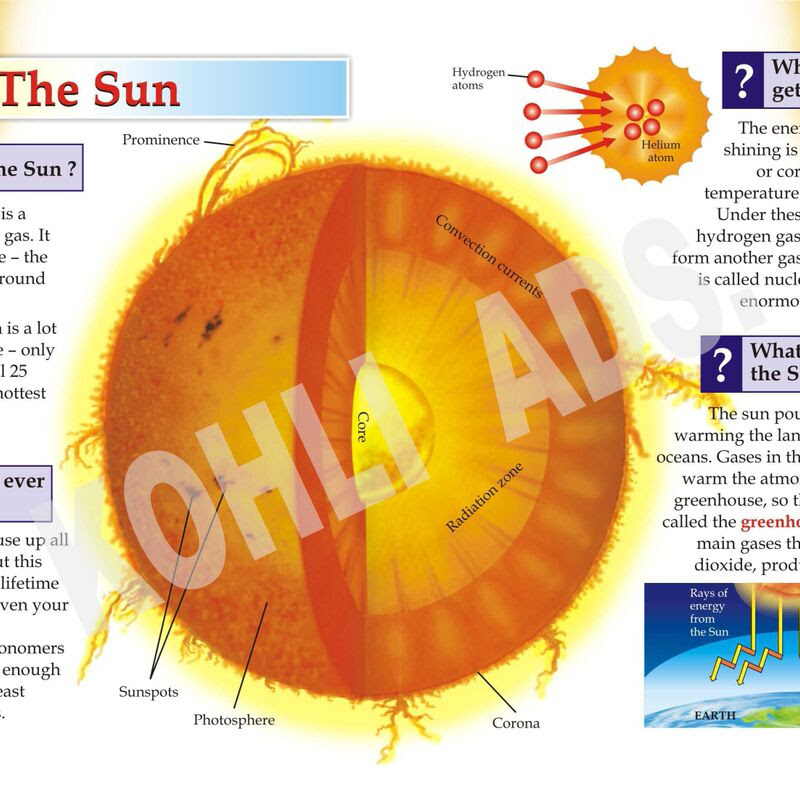 The Sun
he Sun ?
is a
gas. It
e – the
round
is a lot
e – only
l 25
hottest
ever
use up all
ut this
lifetime
ven your
onomers
enough
east
s.
Prominence
Convection currents
Core
Radiation zone
Sunspots
Photosphere
Corona
Hydrogen
atoms
Helium
atom
? Wh
get
The ene
shining is
or cor
temperature
Under thes
hydrogen gas
form another gas
is called nucle
enormo
? What
the S
The sun pou
warming the lan
oceans. Gases in th
warm the atmo
greenhouse, so t
called the greenho
main gases th
dioxide, prod
Rays of
energy
from
the Sun
EARTH
KOHLI ADS.